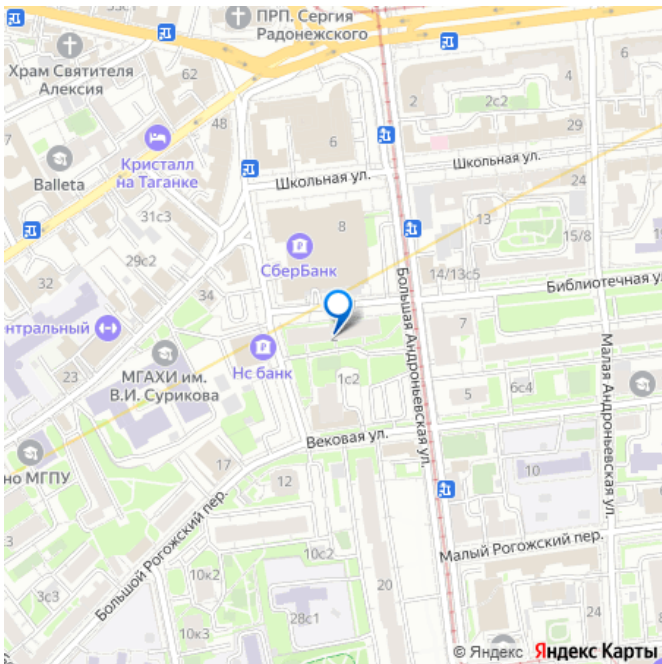 ПРП. Сергия
Радонежского
Храм Святителя
Алексия
62
4
6
2
2с2
48
29
6
Кристалл
на Таганке
Balleta
Школьная ул.
Школьная ул.
24
31с3
13
8
15/8
29с2
СберБанк
14/13с5
32
34
Библиотечная у
Большая Андроньевская ул.
нтральный
2
7
Нс банк
МГАХИ им.
В.И. Сурикова
23
1с2
6с4
5
Малая Андроньевская ул.
Вековая ул.
но МГПУ
17
12
10
Большой Рогожский пер.
10с2
Малый Рогожский пер.
10к2
3с3
20
24
28с1
10к3
22
© Яндекс Яндекс Карты